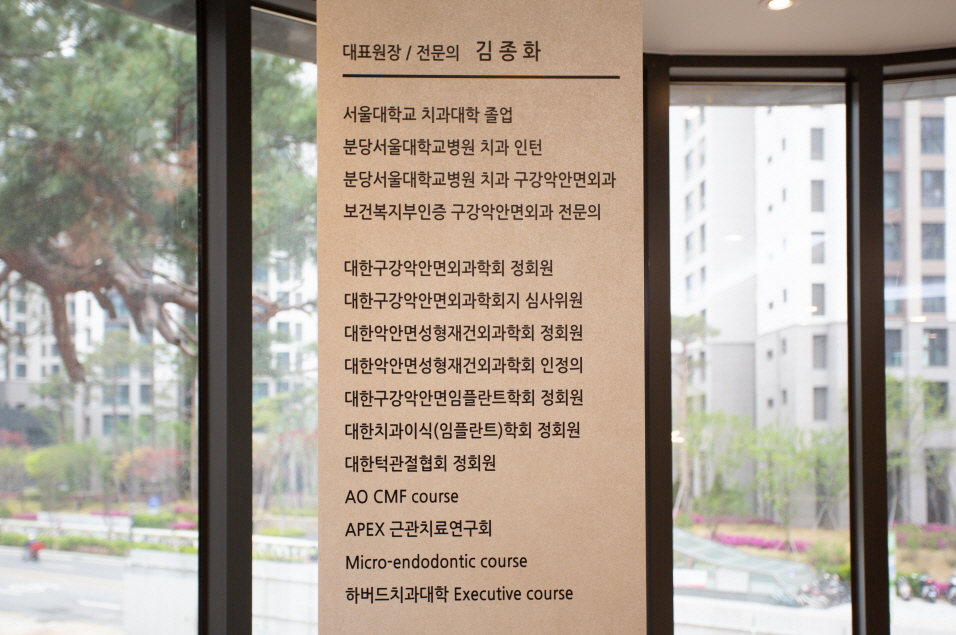 대표원장 / 전문의 김종화
서울대학교 치과대학 졸업
분당서울대학교병원 치과 인턴
분당서울대학교병원 치과 구강악안면외과
보건복지부인증 구강악안면외과 전문의
대한구강악안면외과학회 정회원
대한구강악안면외과학회지 심사위원
대한악안면성형재건외과학회 정회원
대한악안면성형재건외과학회 인정의
대한구강악안면임플란트학회 정회원
대한치과이식(임플란트)학회 정회원
대한턱관절협회 정회원
AO CMF course
APEX 근관치료연구회
Micro-endodontic course
하버드치과대학 Executive course